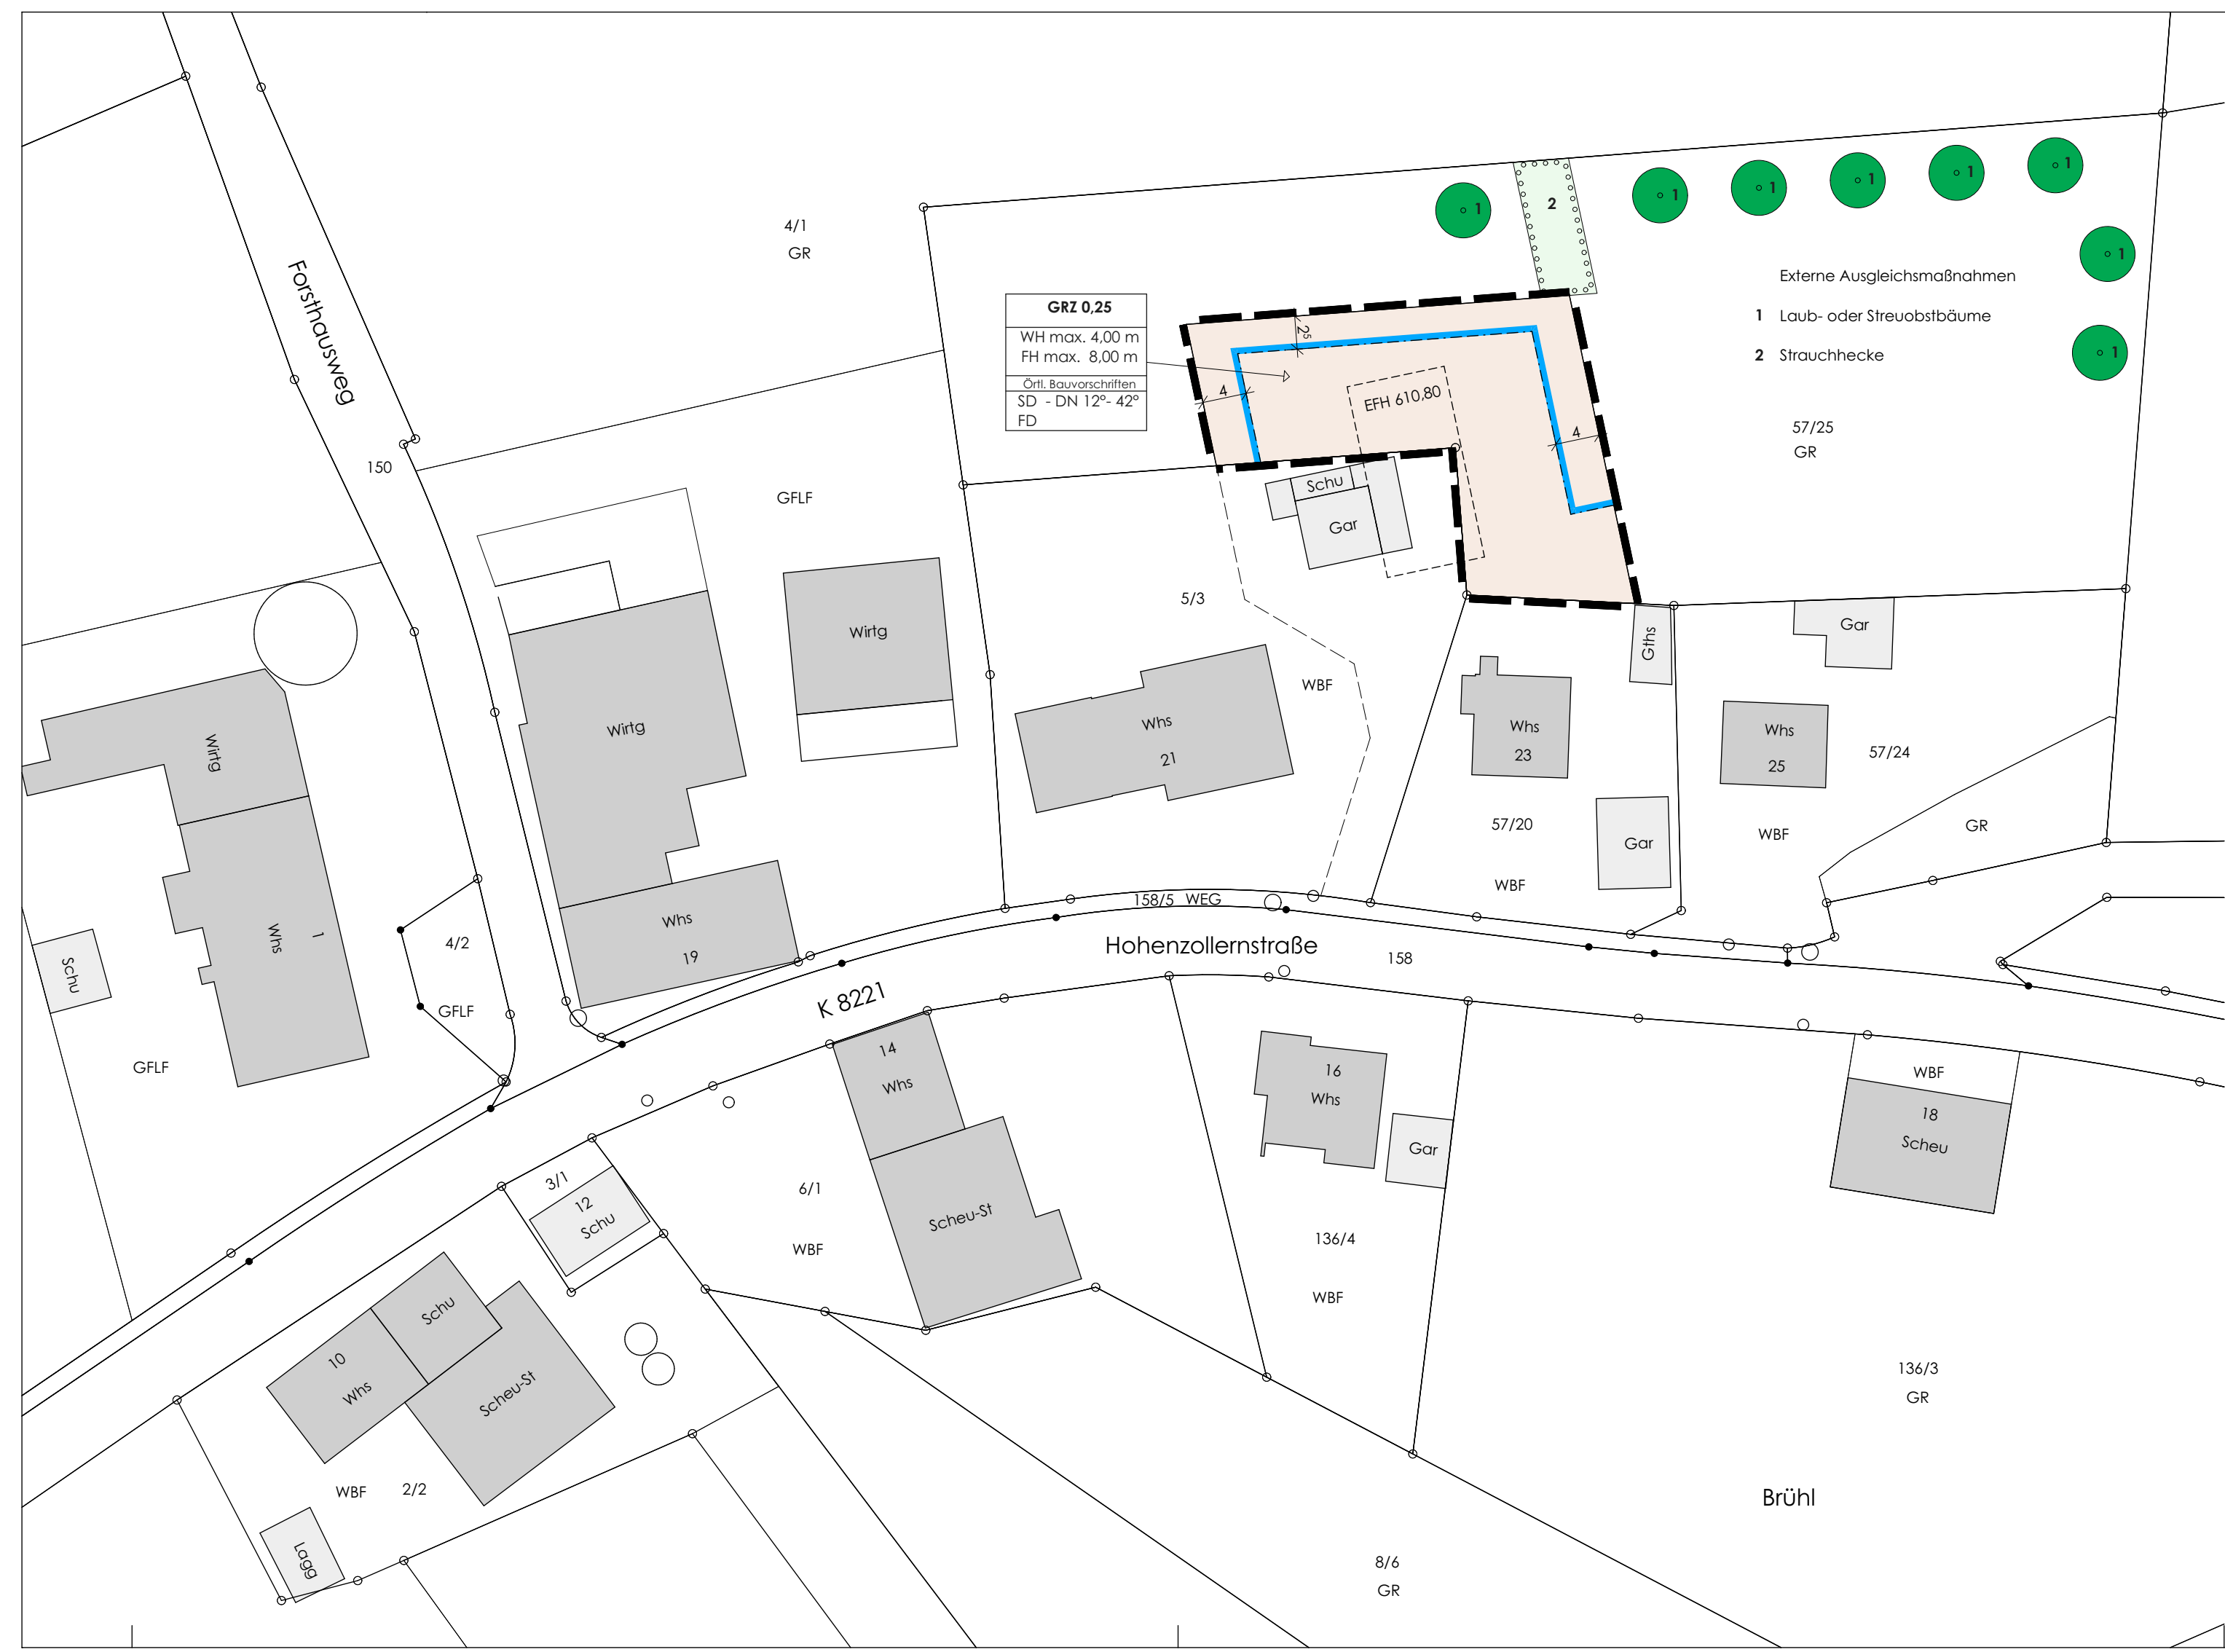 Forsthausweg
150
4/1
GR
GRZ 0,25
WH max. 4,00 m
FH max. 8,00 m
Örtl. Bauvorschriften
SD - DN 12°- 42°
FD
1
2
1
1
1
1
1
1
1
Externe Ausgleichsmaßnahmen
1 Laub- oder Streuobstbäume
2 Strauchhecke
25
4
EFH 610,80
4
57/25
GR
GFLF
Schu
Gar
5/3
Wirtg
Wirtg
Wirtg
WBF
Whs
21
Gths
Gar
Whs
23
Whs
25
57/24
57/20
Gar
WBF
GR
WBF
158/5 WEG
Hohenzollernstraße
158
K 8221
Whs
19
Whs
1
4/2
GFLF
Schu
GFLF
14
Whs
16
Whs
Gar
WBF
18
Scheu
3/1
12
Schu
6/1
WBF
Scheu-St
136/4
WBF
10
Whs
Schu
Scheu-St
136/3
GR
WBF 2/2
Lagg
Brühl
8/6
GR